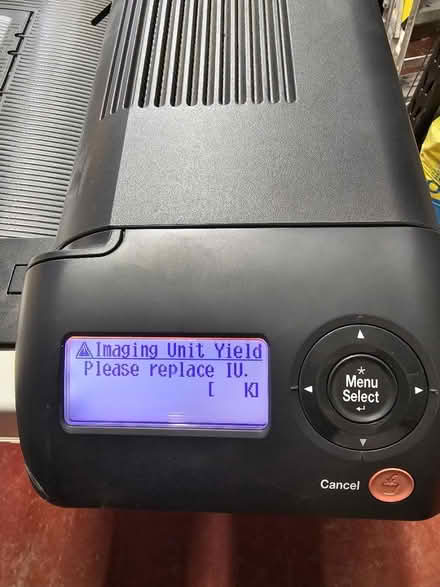 Imaging Unit Yield
Please replace IU.
[ K]
Menu
Select
Cancel